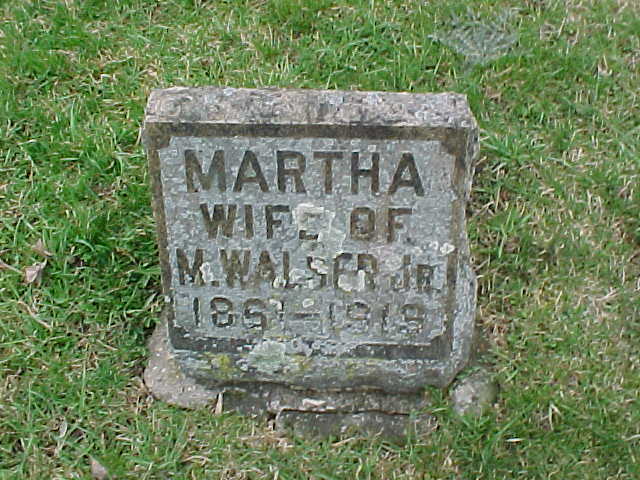 MARTHA
WIFE OF
M. WALSER JR.
1861-1919